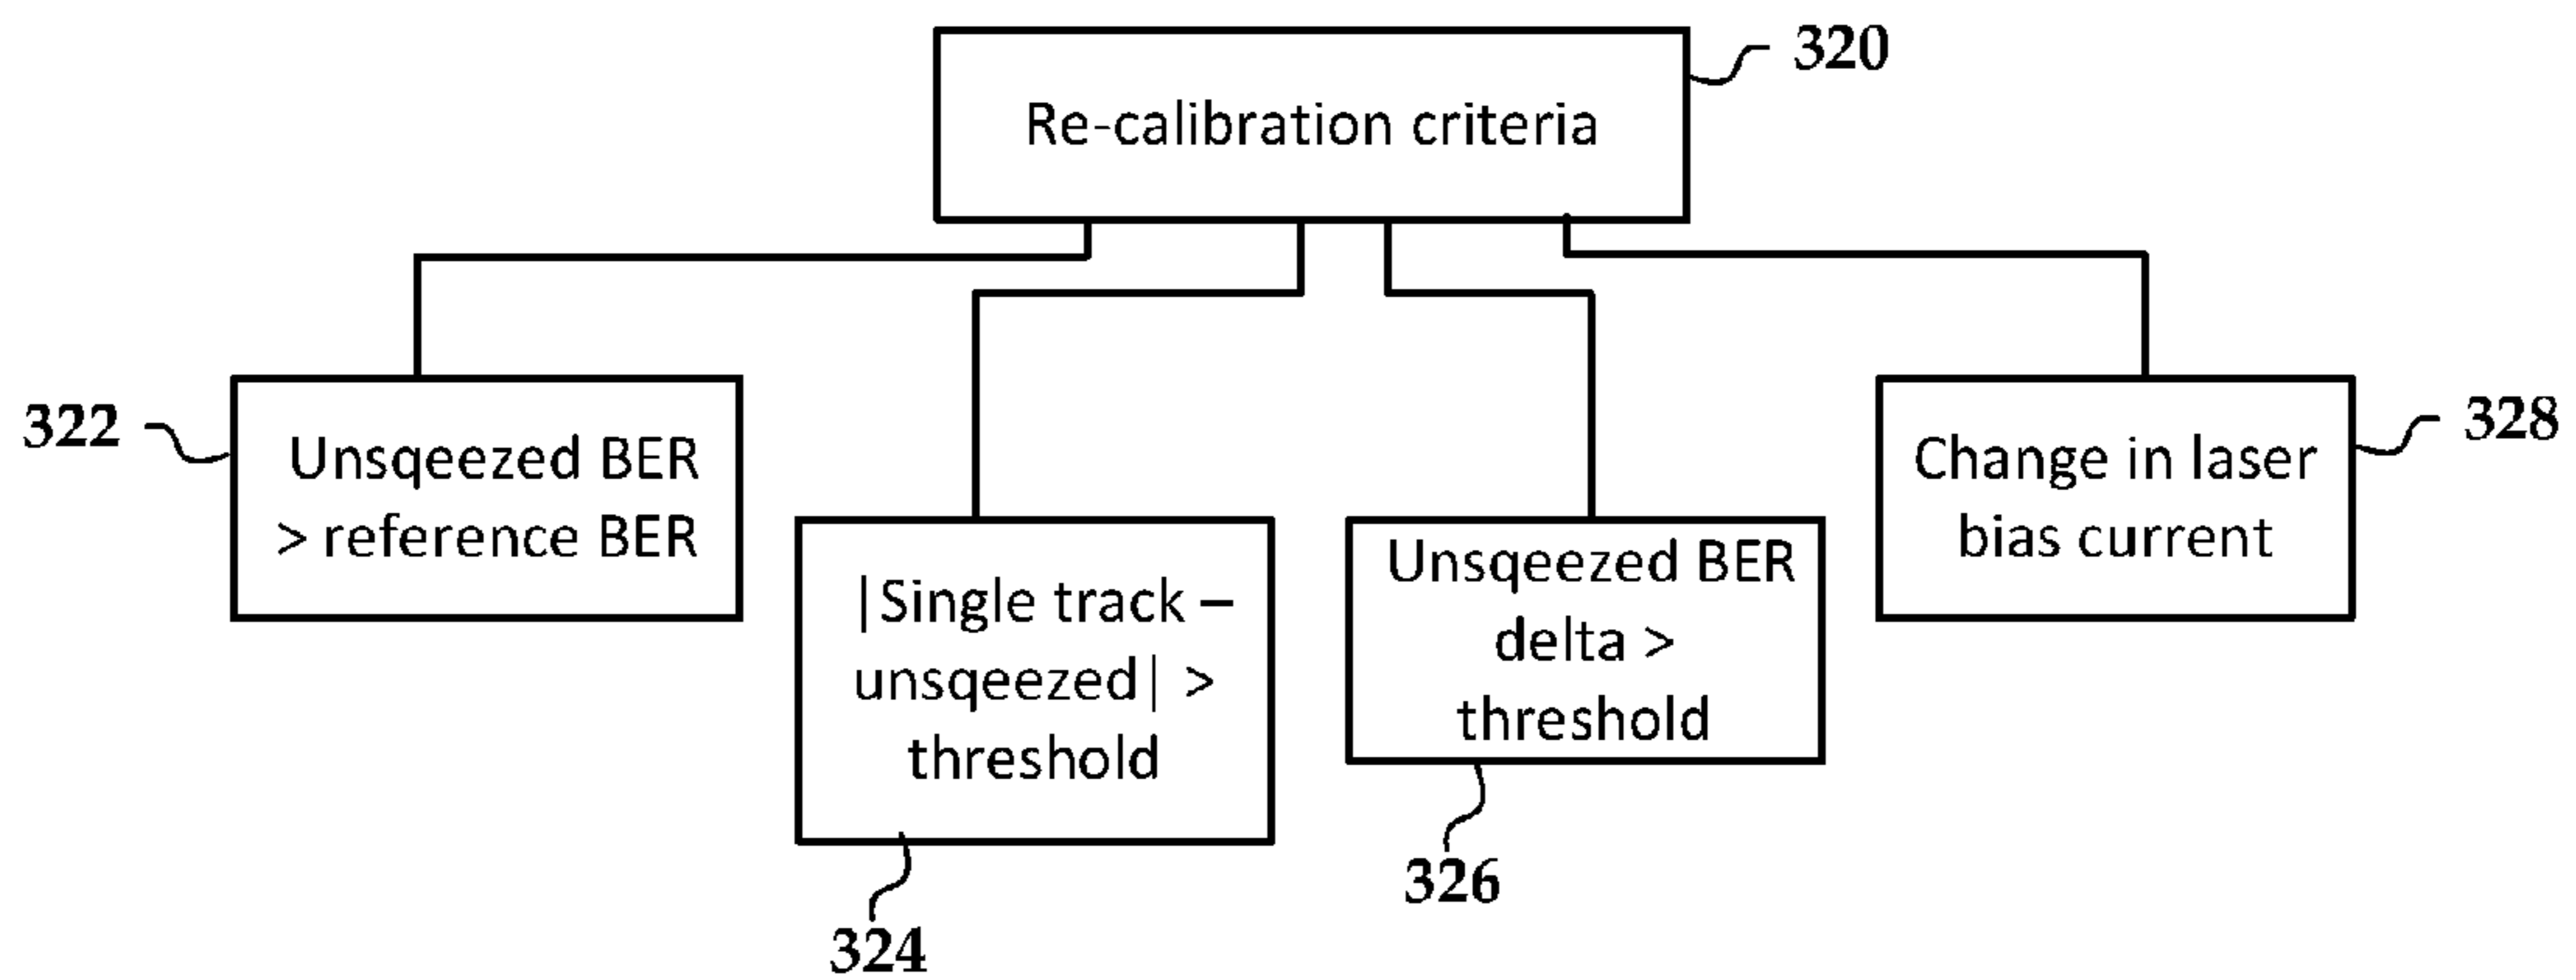 320
Re-calibration criteria
322
Unsqeezed BER
> reference BER
|Single track –
unsqeezed| >
threshold
324
Unsqeezed BER
delta >
threshold
326
Change in laser
bias current
328